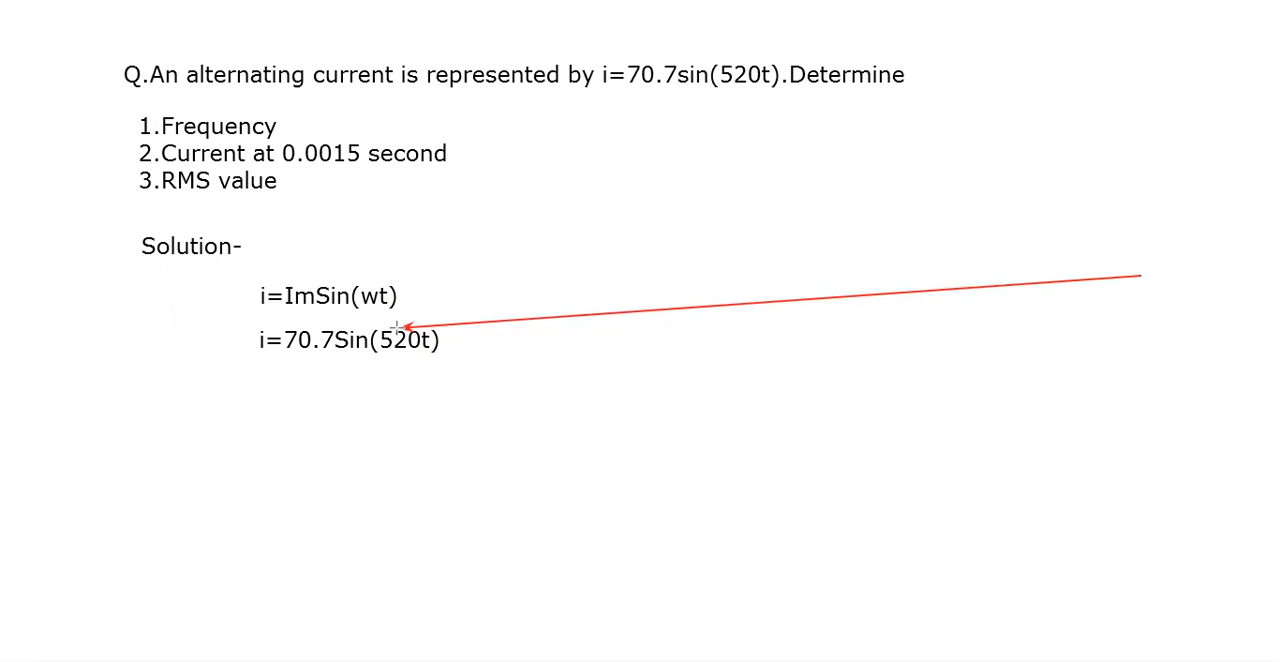 Q.An alternating current is represented by i=70.7sin(520t).Determine
1.Frequency
2.Current at 0.0015 second
3.RMS value
Solution-
i=ImSin(wt)
i=70.7Sin(520t)